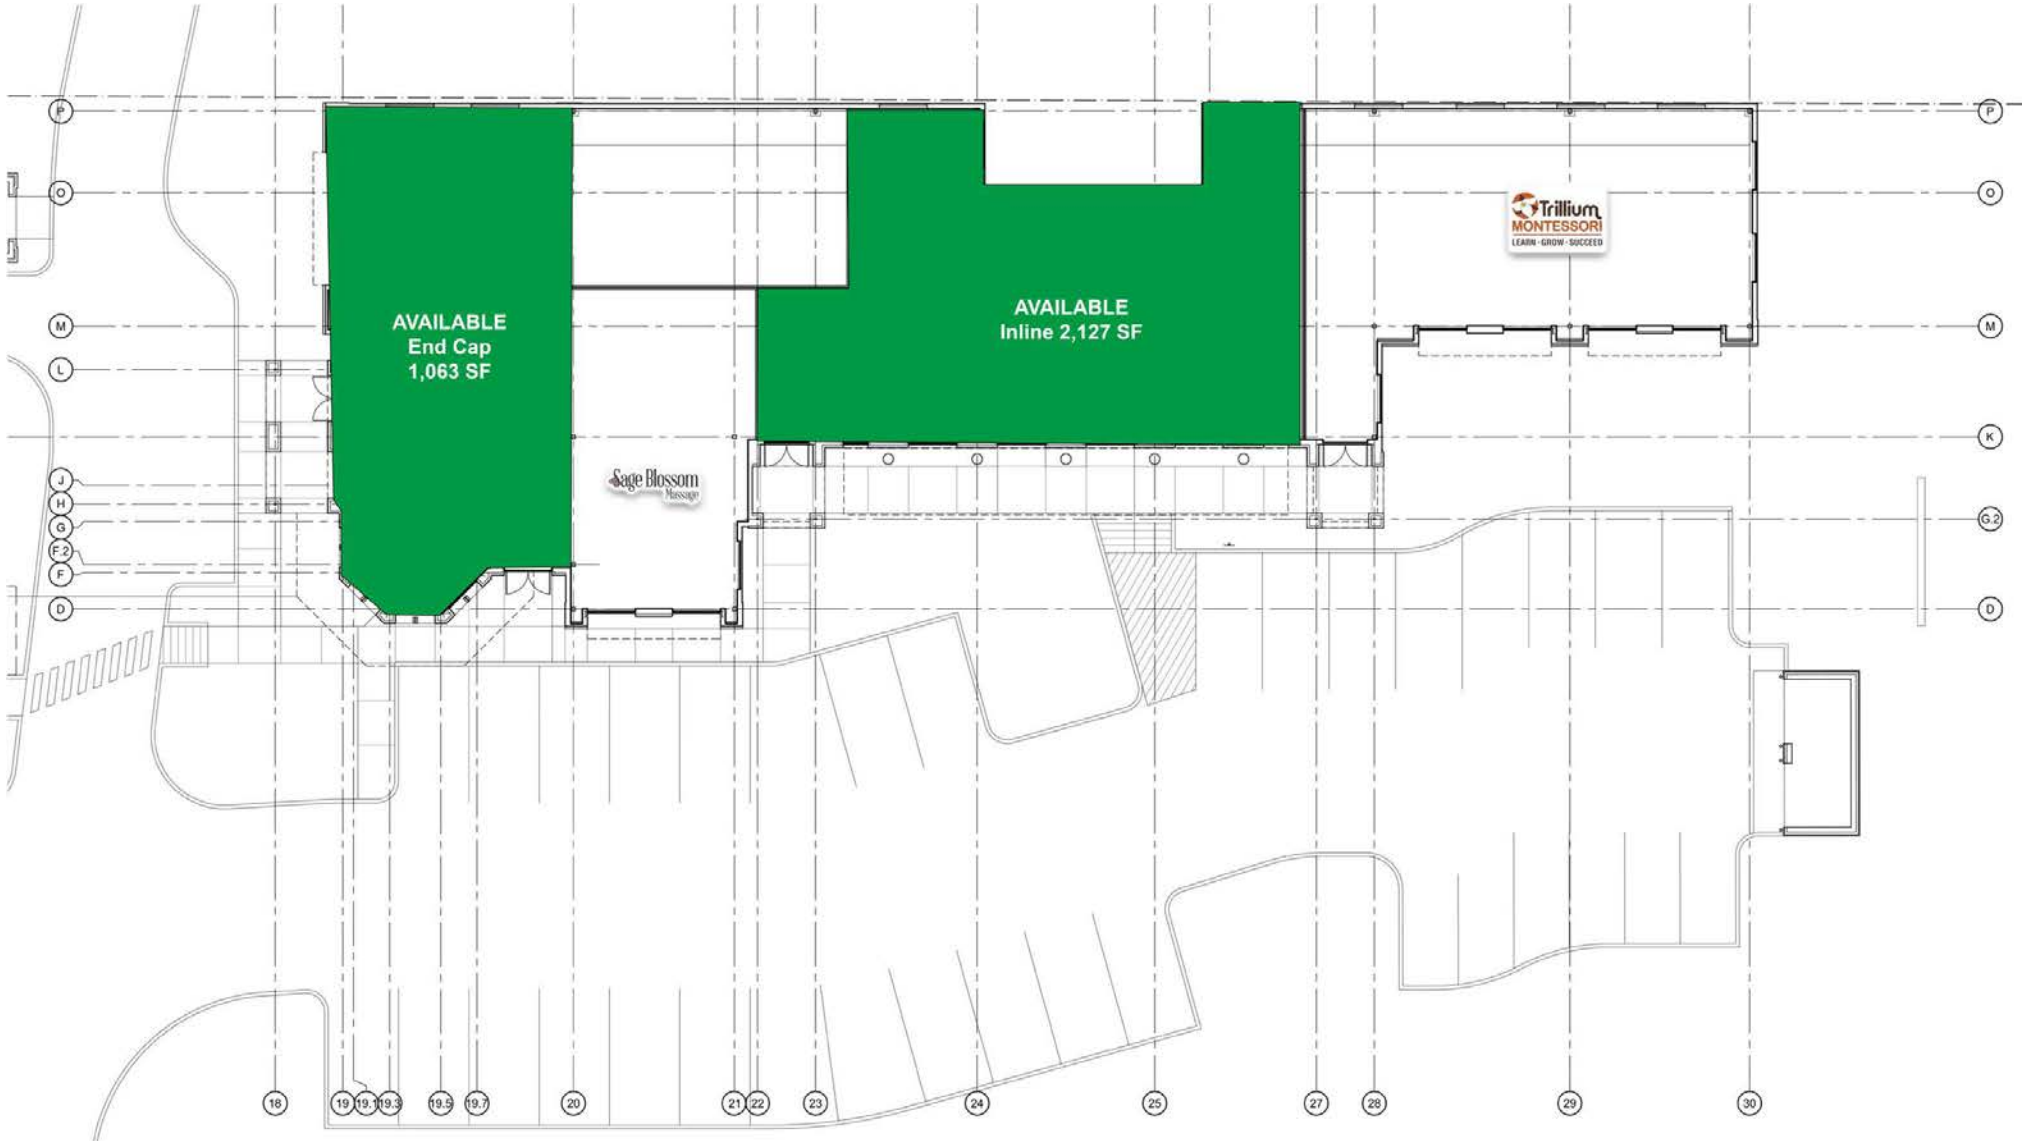 P
P
O
O
Trillium
MONTESSORI
LEARN · GROW · SUCCEED
AVAILABLE
End Cap
1,063 SF
AVAILABLE
Inline 2,127 SF
M
M
L
K
Sage Blossom
Massage
J
H
G
G.2
F.2
F
D
D
18
19
19.1
19.3
19.5
19.7
20
21
22
23
24
25
27
28
29
30